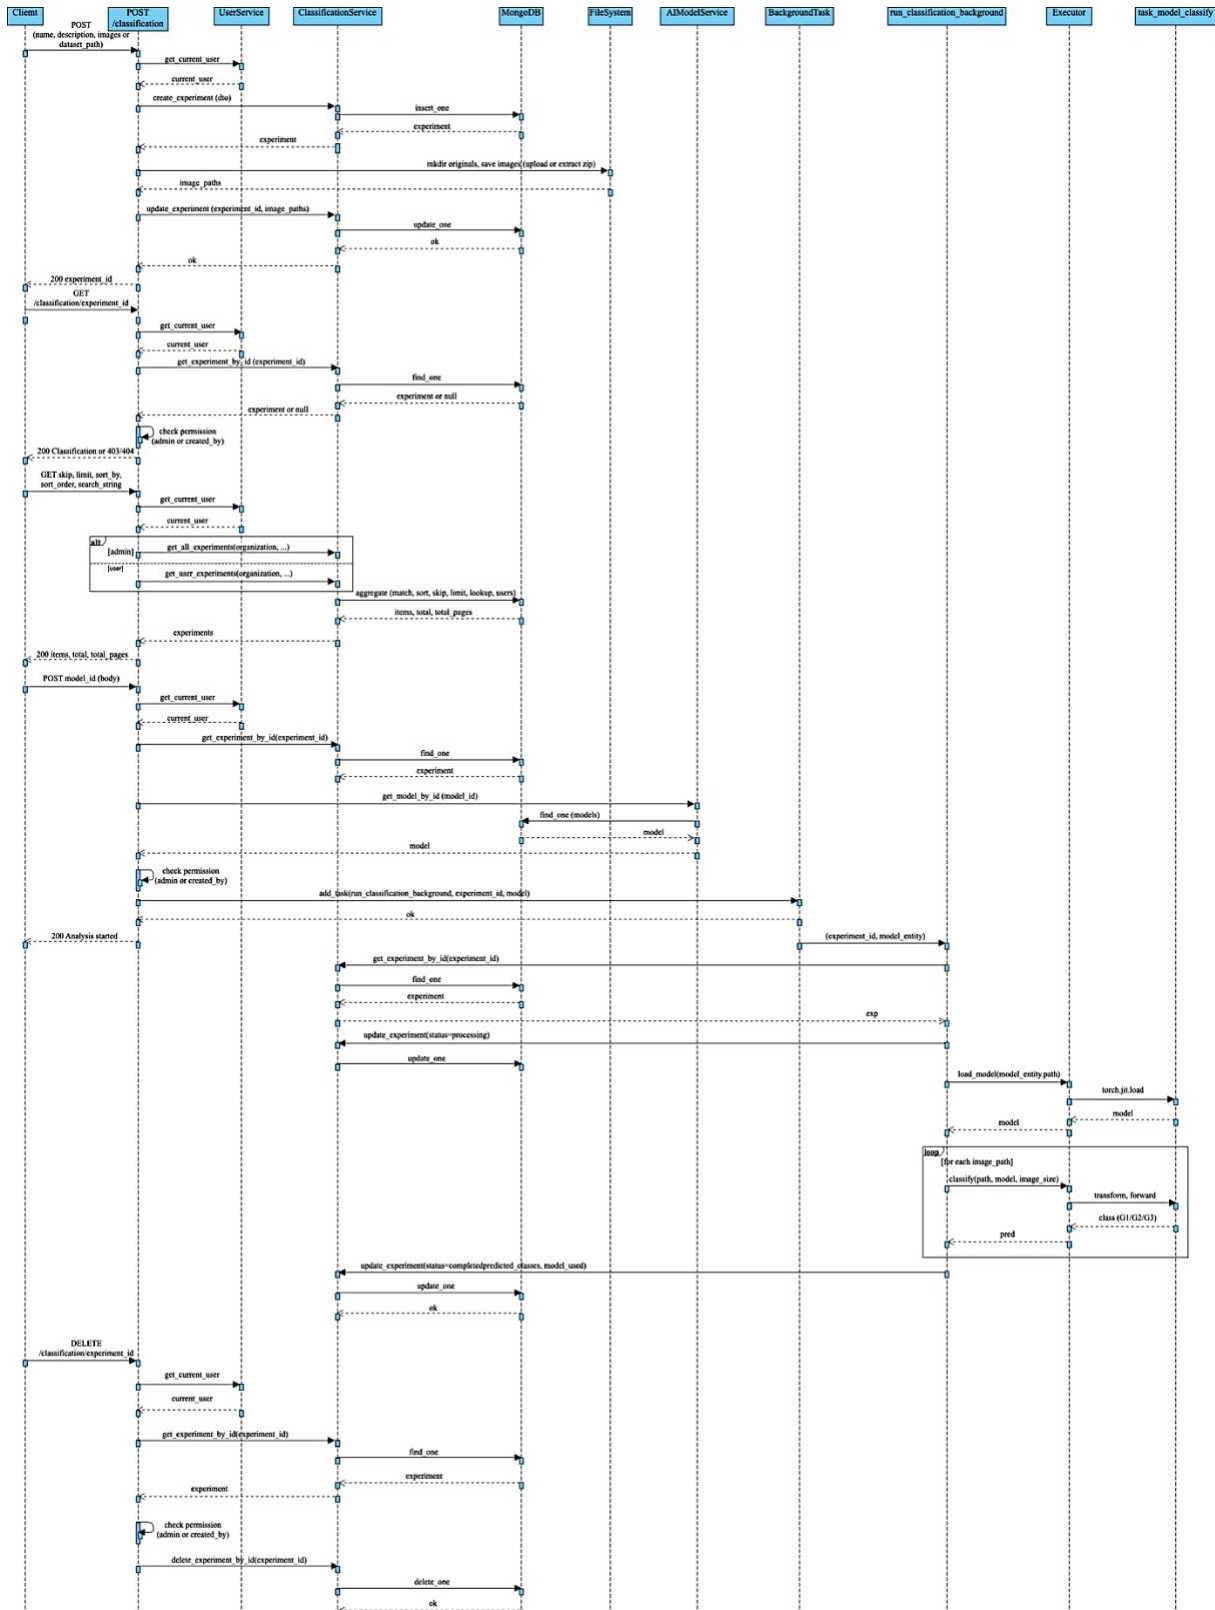 Client
POST
/classification
UserService
ClassificationService
MongoDB
FileSystem
AIModelService
BackgroundTask
run_classification_background
Executor
task_model_classify
POST
(name, description, images or
dataset_path)
get_current_user
current_user
create_experiment (dto)
insert_one
experiment
experiment
mkdir originals, save images (upload or extract zip)
image_paths
update_experiment (experiment_id, image_paths)
update_one
ok
ok
200 experiment_id
GET
/classification/experiment_id
get_current_user
current_user
get_experiment_by_id (experiment_id)
find_one
experiment or null
experiment or null
check permission
(admin or created_by)
200 Classification or 403/404
GET skip, limit, sort_by,
sort_order, search_string
get_current_user
current_user
alt
[admin]
get_all_experiments(organization, ...)
[user]
get_user_experiments(organization, ...)
aggregate (match, sort, skip, limit, lookup, users)
items, total, total_pages
experiments
200 items, total, total_pages
POST model_id (body)
get_current_user
current_user
get_experiment_by_id(experiment_id)
find_one
experiment
get_model_by_id (model_id)
find_one (models)
model
model
check permission
(admin or created_by)
add_task(run_classification_background, experiment_id, model)
ok
200 Analysis started
(experiment_id, model_entity)
get_experiment_by_id(experiment_id)
find_one
experiment
exp
update_experiment(status=processing)
update_one
load_model(model_entity.path)
torch.jit.load
model
model
loop
[for each image_path]
classify(path, model, image_size)
transform, forward
class (G1/G2/G3)
pred
update_experiment(status=completedpredicted_classes, model_used)
update_one
ok
DELETE
/classification/experiment_id
get_current_user
current_user
get_experiment_by_id(experiment_id)
find_one
experiment
experiment
check permission
(admin or created_by)
delete_experiment_by_id(experiment_id)
delete_one
ok